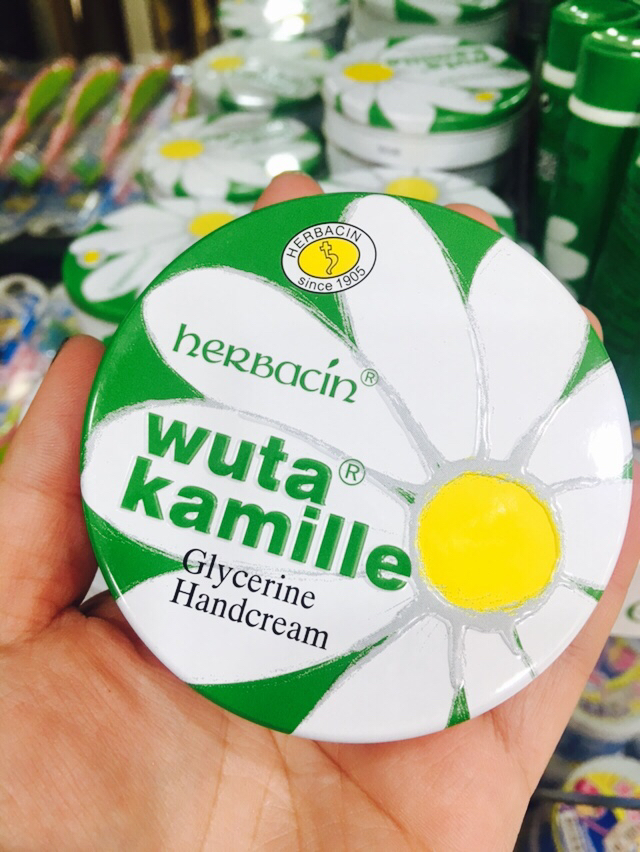 HERBACIN
since 1905
herbacin®
wuta®
kamille
Glycerine
Handcream